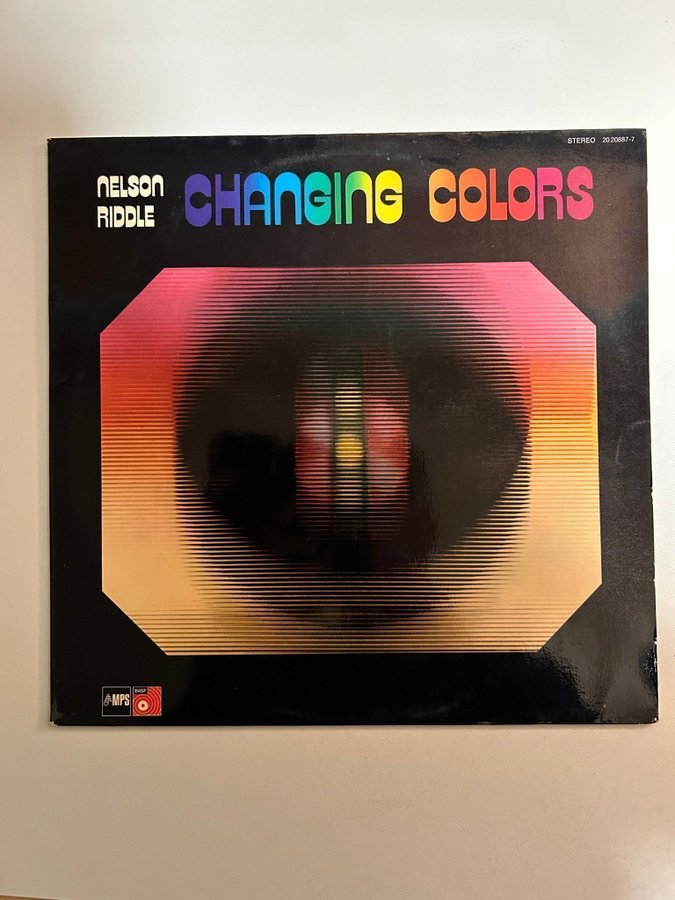 STEREO 20 20887-7
NELSON
RIDDLE
CHANGING COLORS
MPS
BASF